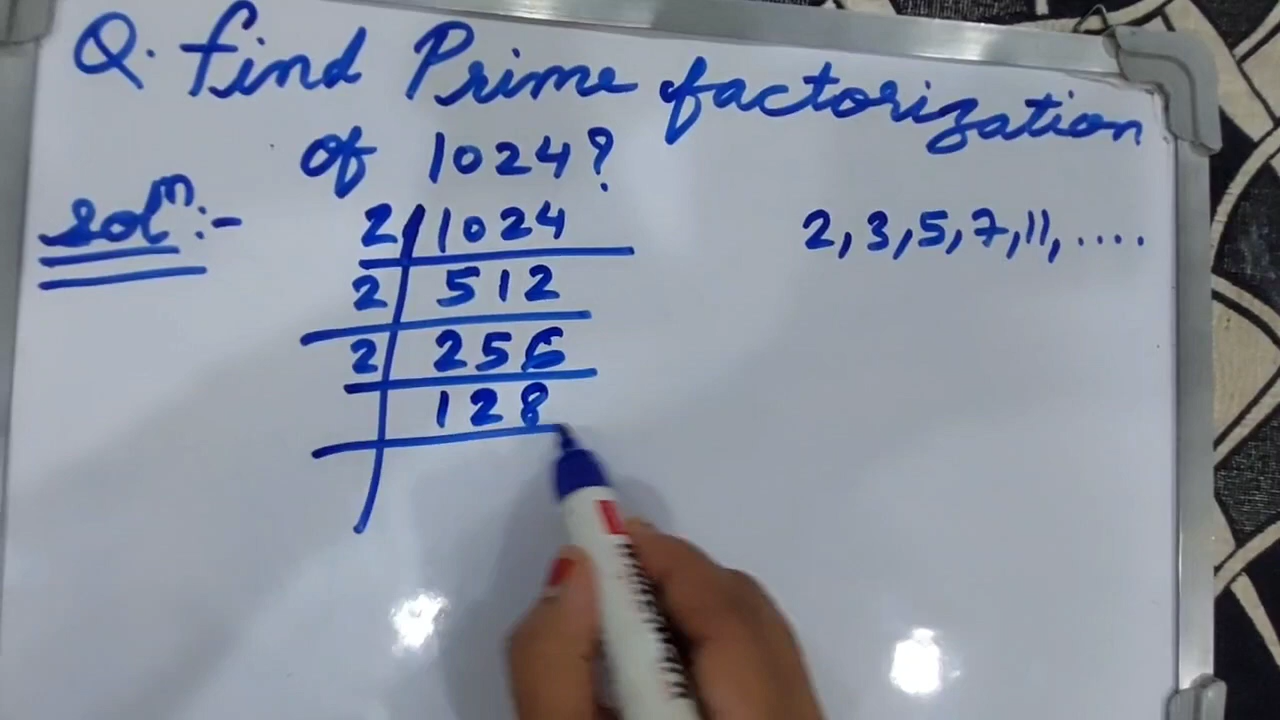 Q. find Prime factorization
of 1024?
solⁿ:-
2 | 1024
2, 3, 5, 7, 11, ....
2 | 512
2 | 256
128